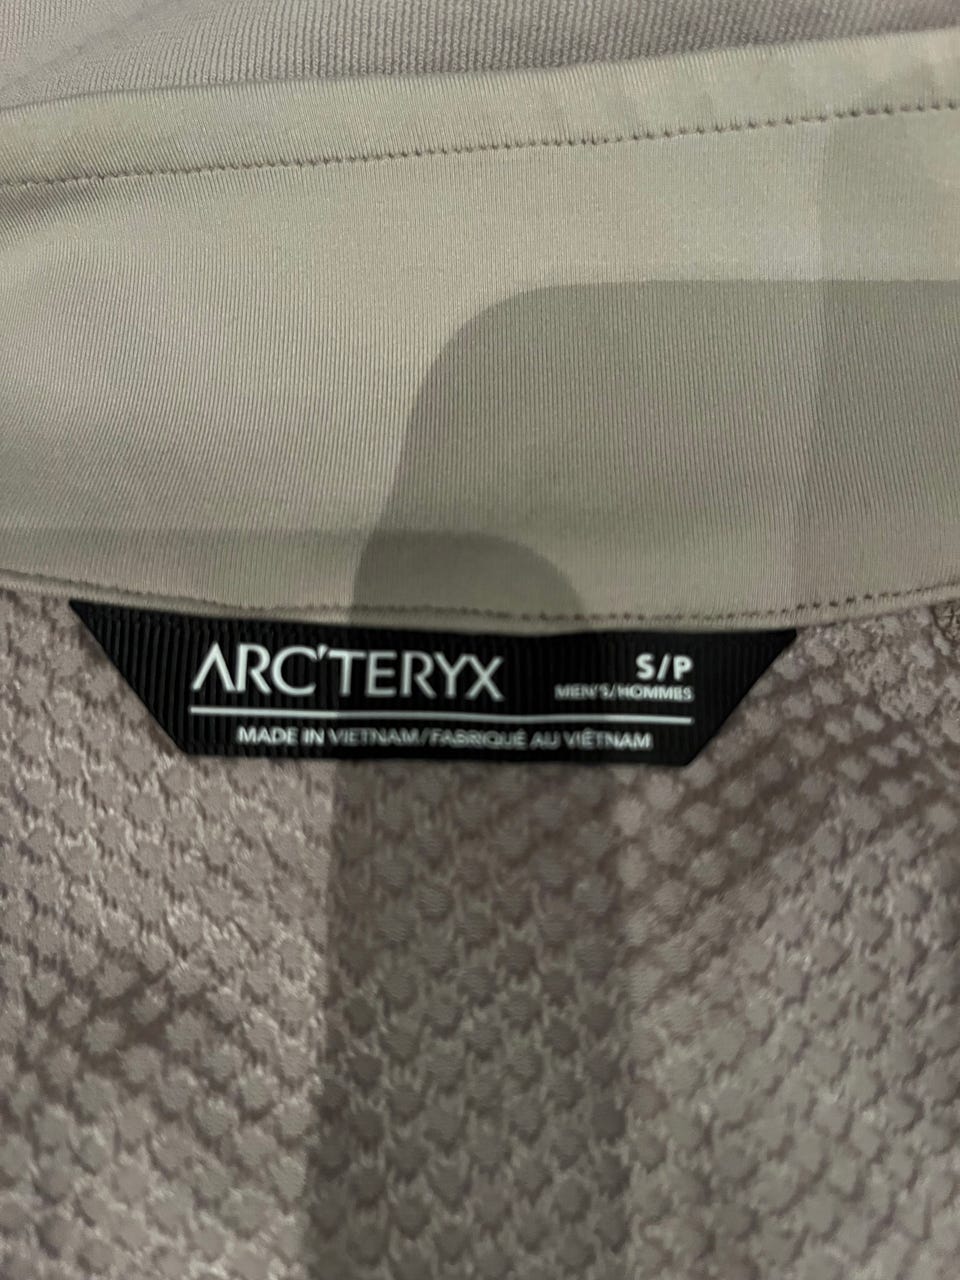 ARC'TERYX
S/P
MEN'S/HOMMES
MADE IN VIETNAM/FABRIQUÉ AU VIÊTNAM